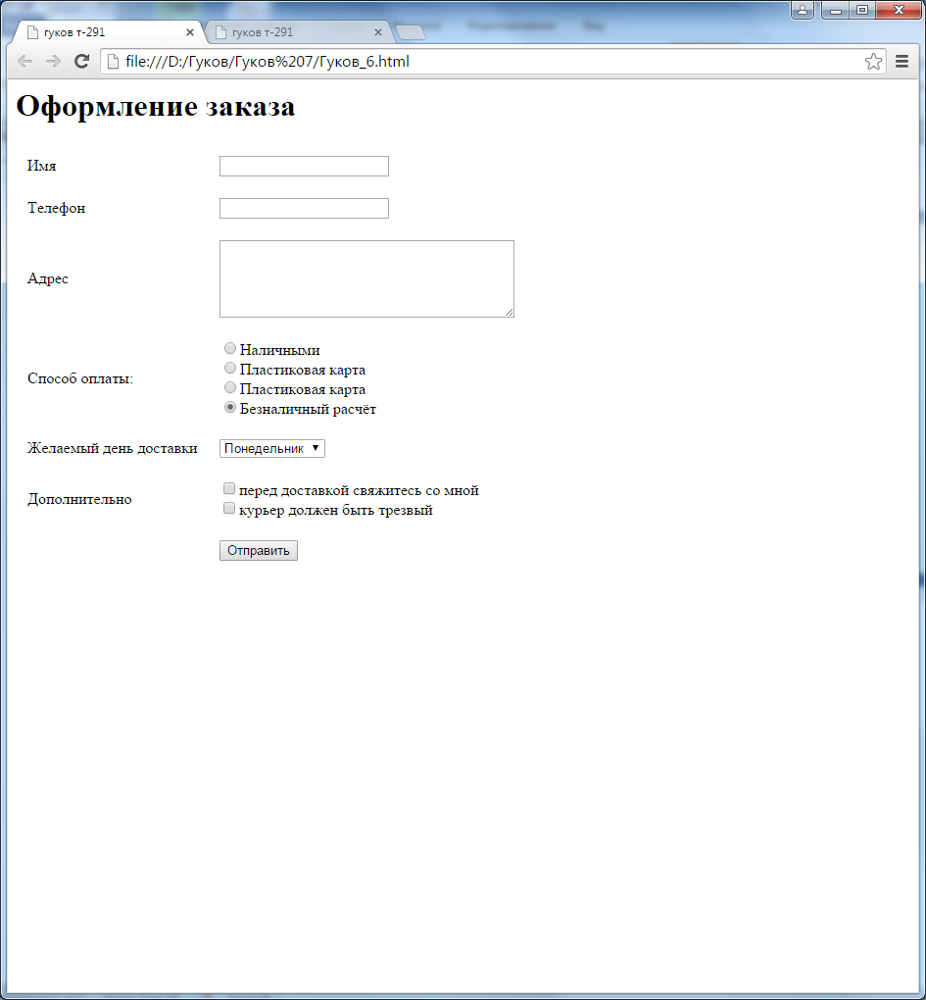 гуков т-291
гуков т-291
file:///D:/Гуков/Гуков%207/Гуков_6.html
Оформление заказа
Имя
Телефон
Адрес
Способ оплаты:
Наличными
Пластиковая карта
Пластиковая карта
Безналичный расчёт
Желаемый день доставки
Понедельник
Дополнительно
перед доставкой свяжитесь со мной
курьер должен быть трезвый
Отправить